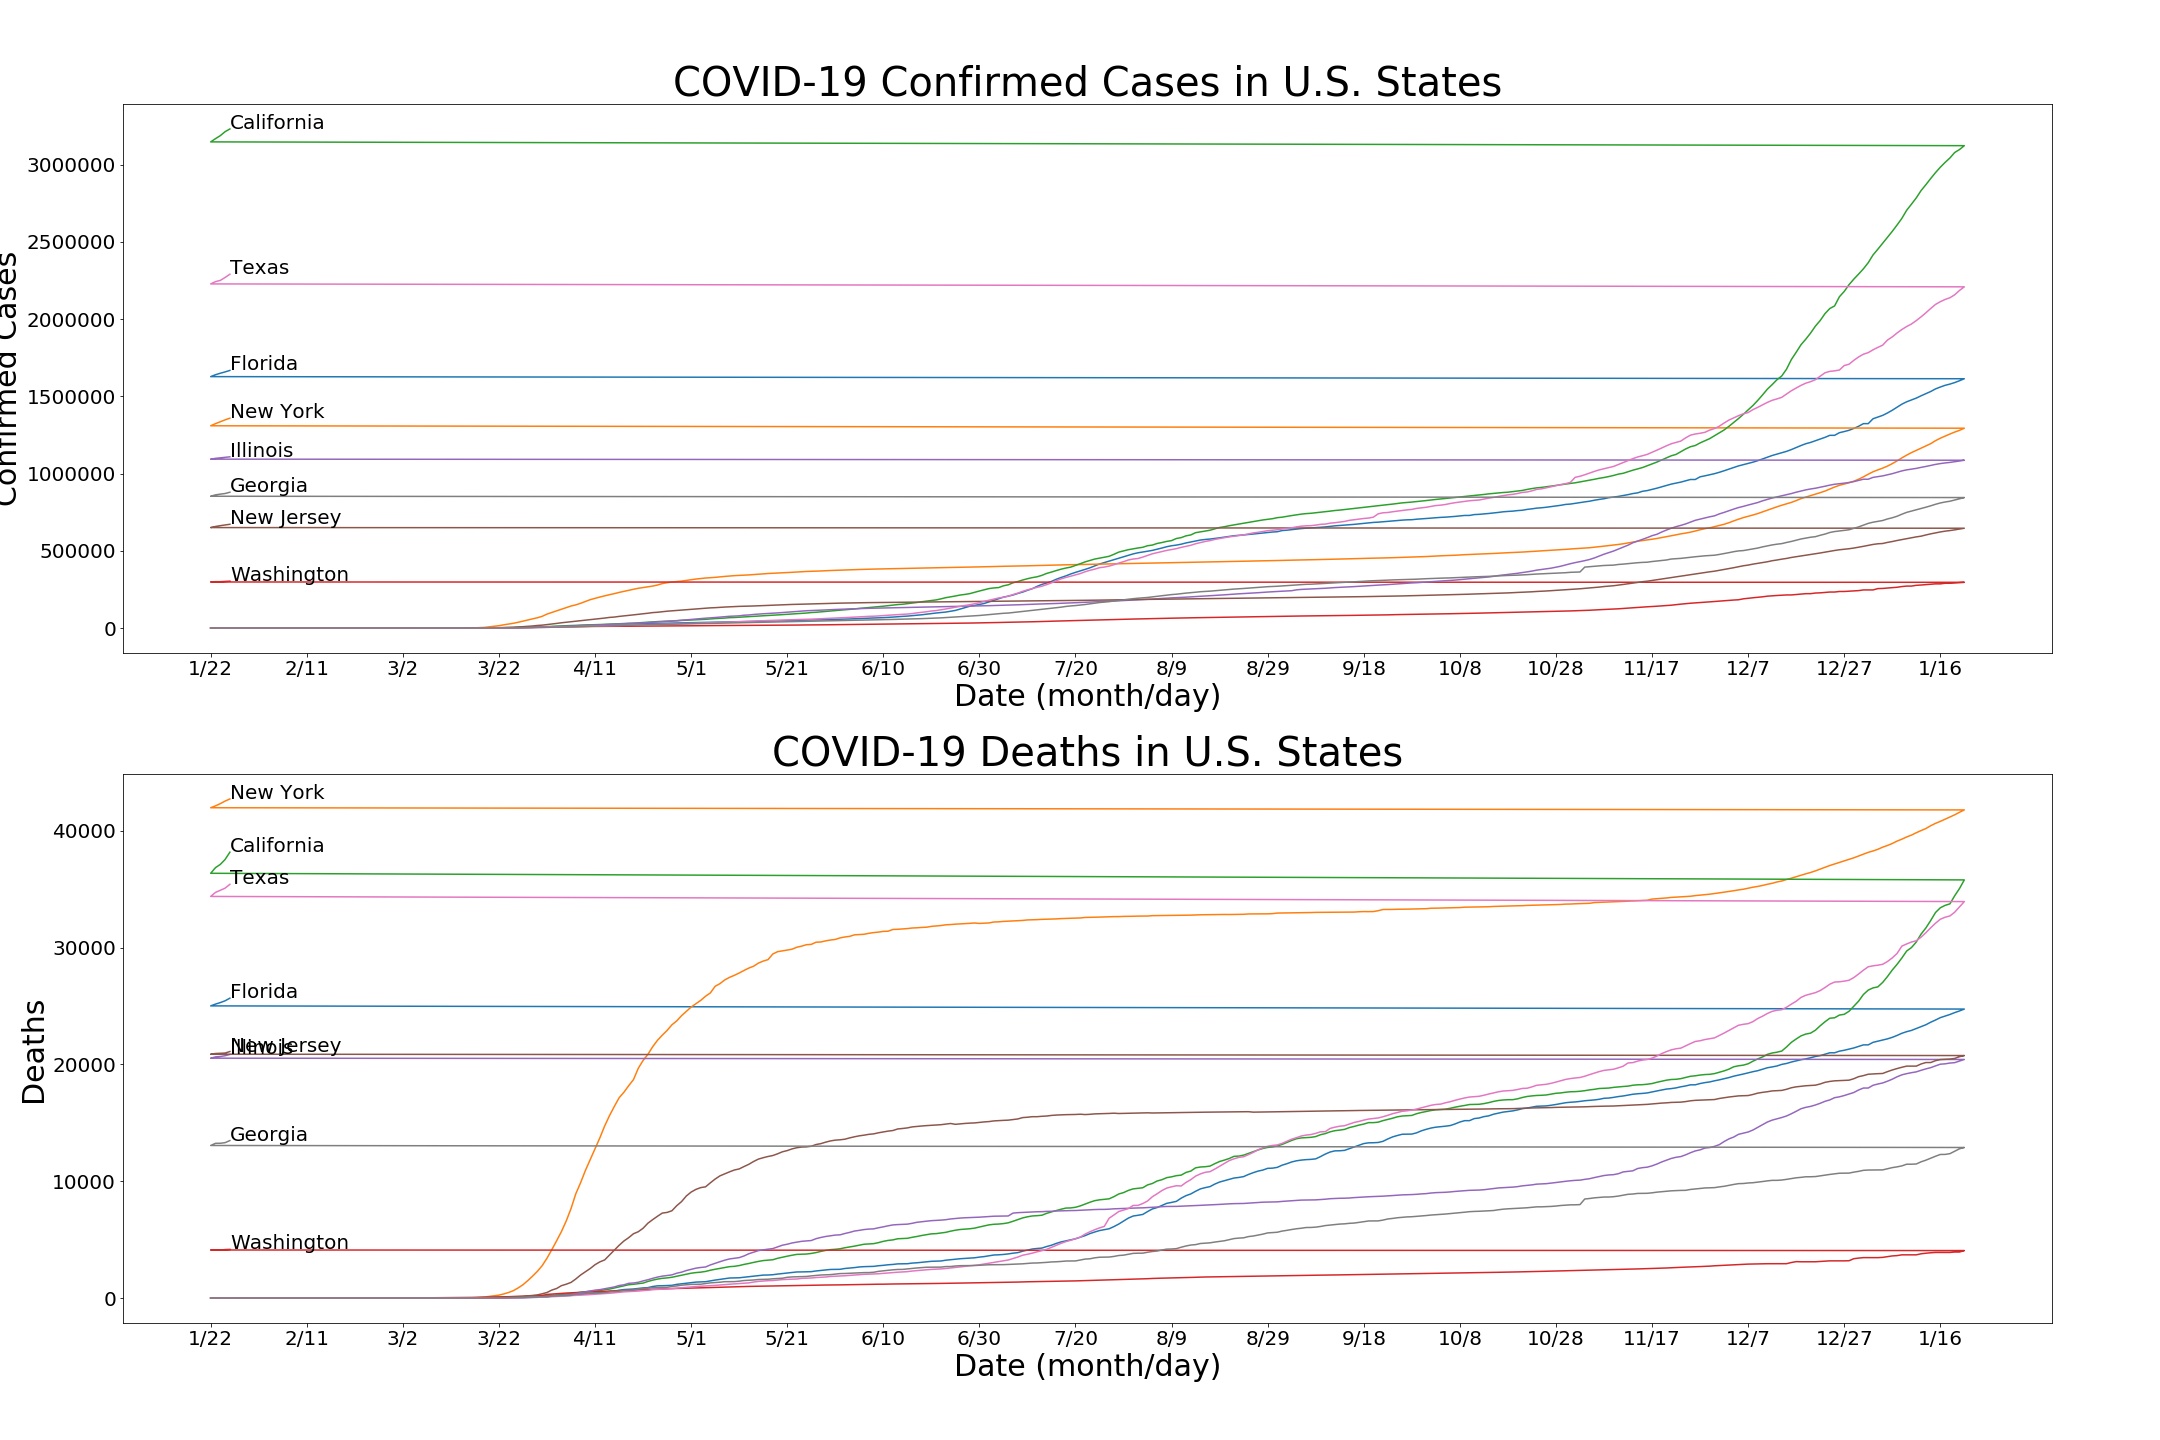 COVID-19 Confirmed Cases in U.S. States
Confirmed Cases
3000000
2500000
2000000
1500000
1000000
500000
0
California
Texas
Florida
New York
Illinois
Georgia
New Jersey
Washington
1/22 2/11 3/2 3/22 4/11 5/1 5/21 6/10 6/30 7/20 8/9 8/29 9/18 10/8 10/28 11/17 12/7 12/27 1/16
Date (month/day)
COVID-19 Deaths in U.S. States
Deaths
40000
30000
20000
10000
0
New York
California
Texas
Florida
New Jersey
Illinois
Georgia
Washington
1/22 2/11 3/2 3/22 4/11 5/1 5/21 6/10 6/30 7/20 8/9 8/29 9/18 10/8 10/28 11/17 12/7 12/27 1/16
Date (month/day)